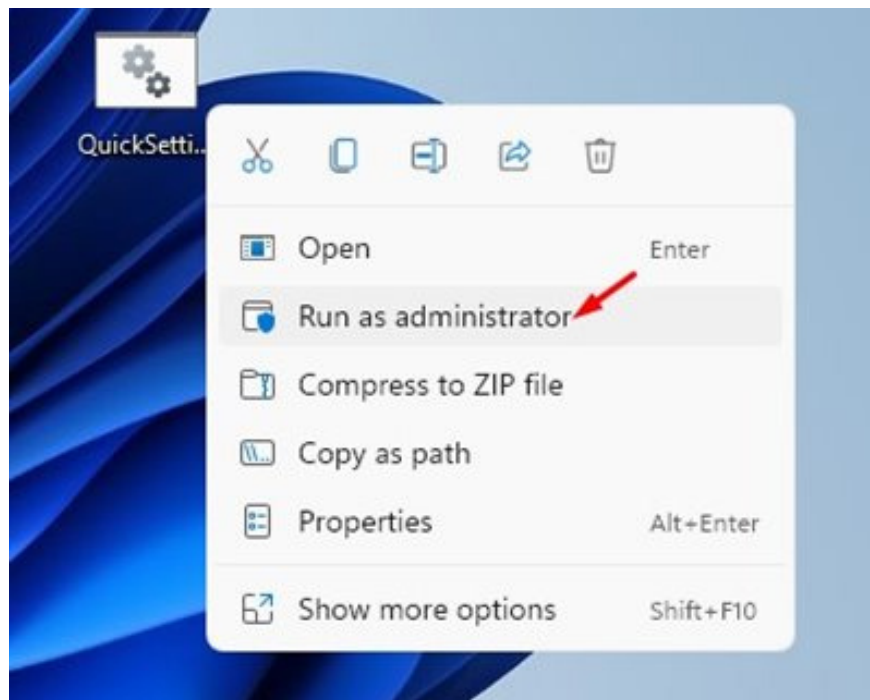 QuickSetti...
Open Enter
Run as administrator
Compress to ZIP file
Copy as path
Properties Alt+Enter
Show more options Shift+F10